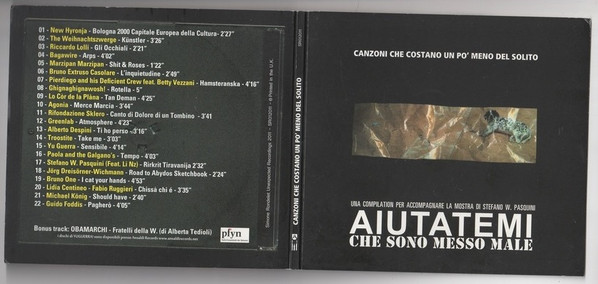 01 - New Hyronja - Bologna 2000 Capitale Europea della Cultura- 2'27"
02 - The Weihnachtszwerge - Künstler - 3'26"
03 - Riccardo Lolli - Gli Occhiali - 2'21"
04 - Bagawire - Arps - 4'02"
05 - Marzipan Marzipan - Shit & Roses - 1'22"
06 - Bruno Extruso Casolare - L'inquietudine - 2'49"
07 - Pierdiego and his Deficient Crew feat. Betty Vezzani - Hamsteranska - 4'16"
08 - Ghignaghignawosh! - Rotella - 5"
09 - Lo Còr de la Plàna - Tan Deman - 4'25"
10 - Agonia - Merce Marcia - 3'44"
11 - Rifondazione Sklero - Canto di Dolore di un Tombino - 3'41
12 - Greenlab - Atmosphere - 4'23"
13 - Alberto Despini - Ti ho perso -3'16"
14 - Treostite - Take me - 3'03"
15 - Yu Guerra - Sensibile - 4'14"
16 - Paola and the Galgano's - Tempo - 4'03"
17 - Stefano W. Pasquini (Feat. Li Nz) - Rirkrit Tiravanija 2'32"
18 - Jörg Dreisörner-Wichmann - Road to Abydos Sketchbook - 2'24"
19 - Bruno One - I cat your hands - 4'53"
20 - Lidia Contineo - Fabio Ruggieri - Chissà chi è - 3'35"
21 - Michael König - Should have - 2'40"
22 - Guido Foddis - Pagherò - 4'05"
Bonus track: OBAMARCHI - Fratelli della W. (di Alberto Tedioli)
pfyn
CANZONI CHE COSTANO UN PO' MENO DEL SOLITO
CANZONI CHE COSTANO UN PO' MENO DEL SOLITO
UNA COMPILATION PER ACCOMPAGNARE LA MOSTRA DI STEFANO W. PASQUINI
AIUTATEMI
CHE SONO MESSO MALE